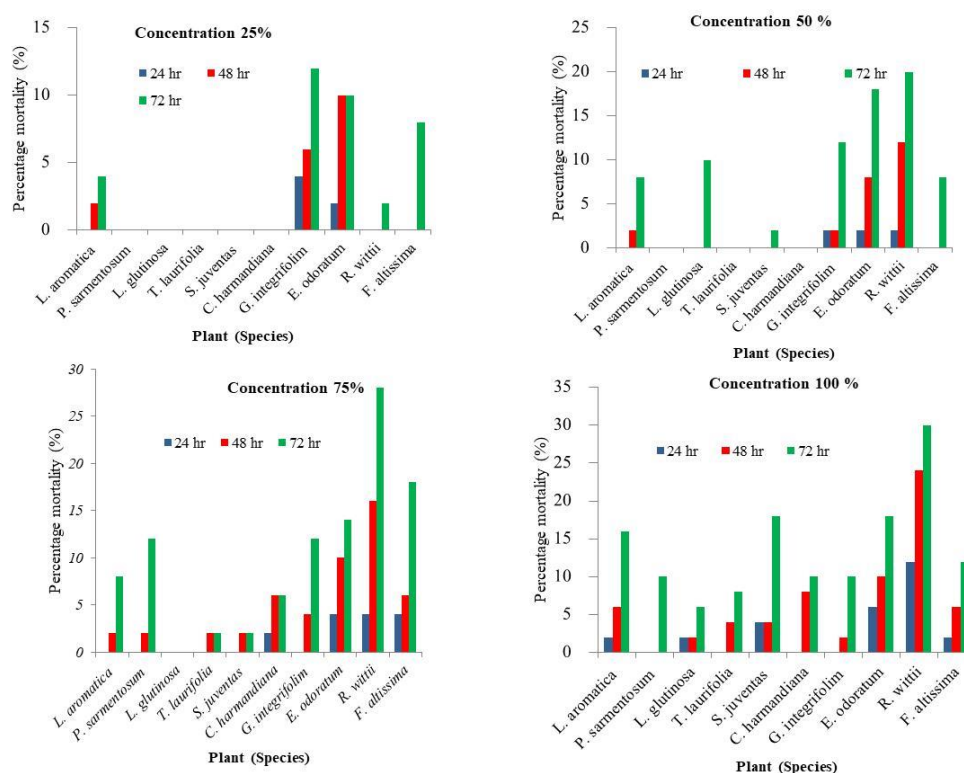 Concentration 25%
24 hr 48 hr
72 hr
Percentage mortality (%)
15
10
5
0
L. aromatica
P. sarmentosum
L. glutinosa
T. laurifolia
S. juventas
C. harmandiana
G. integrifolim
E. odoratum
R. wittii
F. altissima
Plant (Species)
Concentration 50 %
24 hr 48 hr 72 hr
Percentage mortality (%)
25
20
15
10
5
0
L. aromatica
P. sarmentosum
L. glutinosa
T. laurifolia
S. juventas
C. harmandiana
G. integrifolim
E. odoratum
R. wittii
F. altissima
Plant (Species)
Concentration 75%
24 hr 48 hr 72 hr
Percentage mortality (%)
30
25
20
15
10
5
0
L. aromatica
P. sarmentosum
L. glutinosa
T. laurifolia
S. juventas
C. harmandiana
G. integrifolim
E. odoratum
R. wittii
F. altissima
Plant (Species)
Concentration 100 %
24 hr 48 hr 72 hr
Percentage mortality (%)
35
30
25
20
15
10
5
0
L. aromatica
P. sarmentosum
L. glutinosa
T. laurifolia
S. juventas
C. harmandiana
G. integrifolim
E. odoratum
R. wittii
F. altissima
Plant (Species)